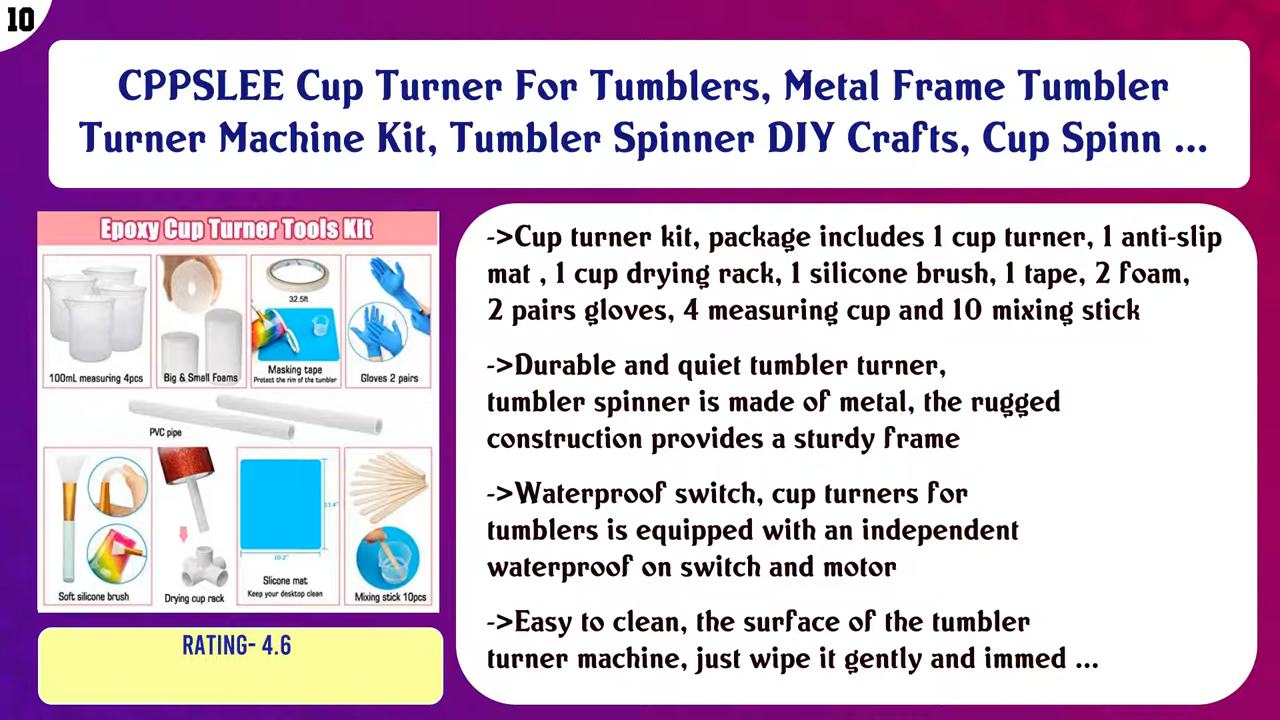 10
CPPSLEE Cup Turner For Tumblers, Metal Frame Tumbler
Turner Machine Kit, Tumbler Spinner DIY Crafts, Cup Spinn ...
Epoxy Cup Turner Tools Kit
100mL measuring 4pcs
Big & Small Foams
32.5ft
Masking tape
Protect the rim of the tumbler
Gloves 2 pairs
PVC pipe
Soft silicone brush
Drying cup rack
11.4"
10.2"
Slicone mat
Keep your desktop clean
Mixing stick 10pcs
RATING- 4.6
->Cup turner kit, package includes 1 cup turner, 1 anti-slip
mat , 1 cup drying rack, 1 silicone brush, 1 tape, 2 foam,
2 pairs gloves, 4 measuring cup and 10 mixing stick
->Durable and quiet tumbler turner,
tumbler spinner is made of metal, the rugged
construction provides a sturdy frame
->Waterproof switch, cup turners for
tumblers is equipped with an independent
waterproof on switch and motor
->Easy to clean, the surface of the tumbler
turner machine, just wipe it gently and immed ...